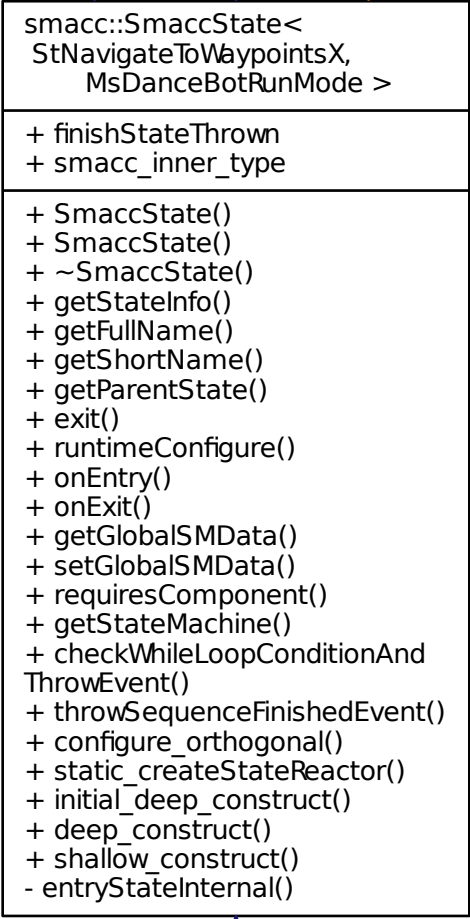 smacc::SmaccState<
StNavigateToWaypointsX,
MsDanceBotRunMode >
+ finishStateThrown
+ smacc_inner_type
+ SmaccState()
+ SmaccState()
+ ~SmaccState()
+ getStateInfo()
+ getFullName()
+ getShortName()
+ getParentState()
+ exit()
+ runtimeConfigure()
+ onEntry()
+ onExit()
+ getGlobalSMData()
+ setGlobalSMData()
+ requiresComponent()
+ getStateMachine()
+ checkWhileLoopConditionAnd
ThrowEvent()
+ throwSequenceFinishedEvent()
+ configure_orthogonal()
+ static_createStateReactor()
+ initial_deep_construct()
+ deep_construct()
+ shallow_construct()
- entryStateInternal()